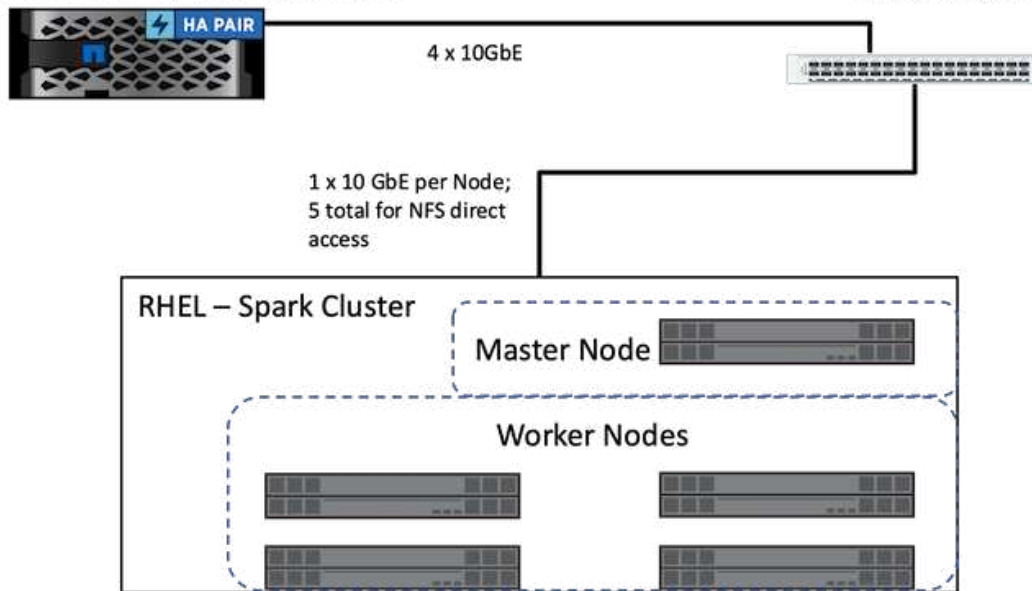 HA PAIR
4 x 10GbE
1 x 10 GbE per Node;
5 total for NFS direct
access
RHEL – Spark Cluster
Master Node
Worker Nodes